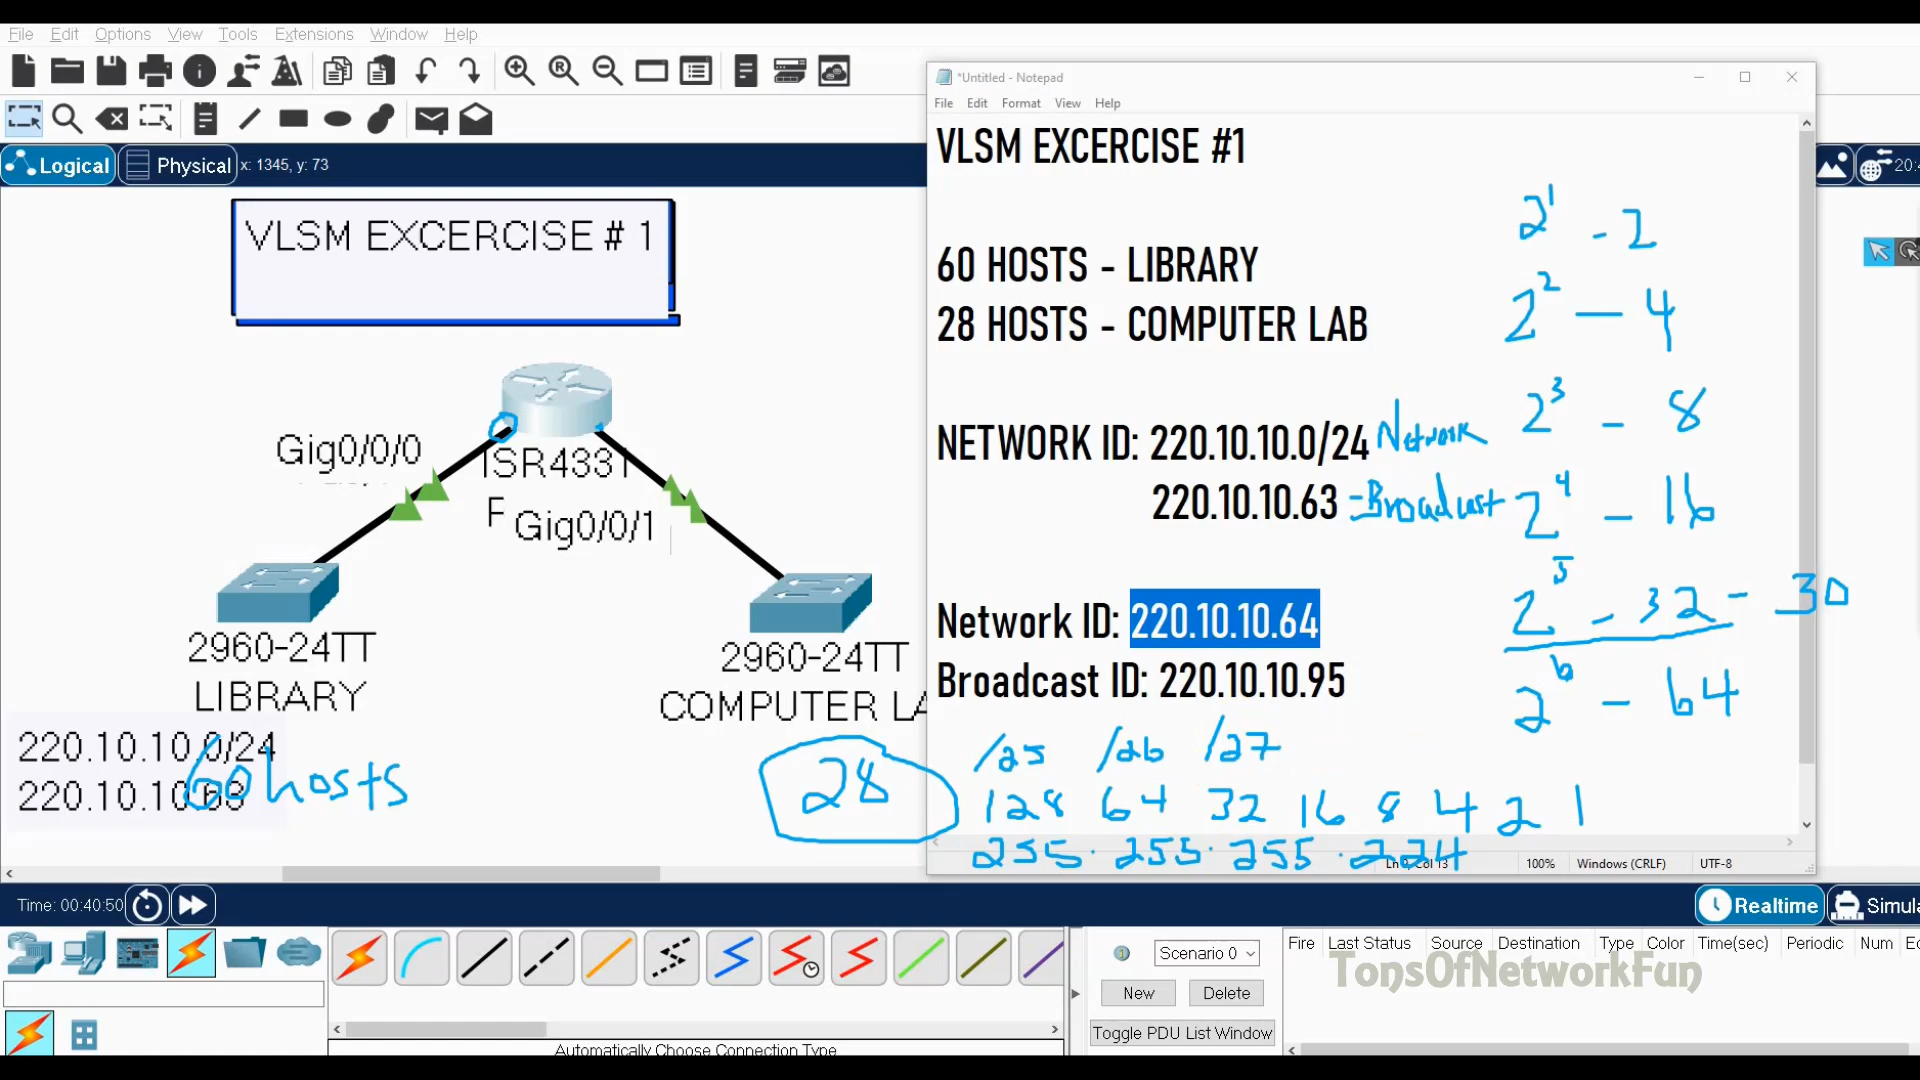 File Edit Options View Tools Extensions Window Help
Logical Physical x: 1345, y: 73
VLSM EXCERCISE # 1
Gig0/0/0
ISR4331
F Gig0/0/1
2960-24TT
LIBRARY
2960-24TT
COMPUTER LA
220.10.10.0/24
220.10.10.63
60 hosts
28
*Untitled - Notepad
File Edit Format View Help
VLSM EXCERCISE #1
60 HOSTS - LIBRARY
28 HOSTS - COMPUTER LAB
NETWORK ID: 220.10.10.0/24 Network
220.10.10.63 - Broadcast
Network ID: 220.10.10.64
Broadcast ID: 220.10.10.95
2^1 - 2
2^2 - 4
2^3 - 8
2^4 - 16
2^5 - 32 - 30
2^6 - 64
/25 /26 /27
128 64 32 16 8 4 2 1
255.255.255.224
Ln 9, Col 13 100% Windows (CRLF) UTF-8
20:4
Time: 00:40:50
Realtime Simula
Scenario 0
New Delete
Toggle PDU List Window
Fire Last Status Source Destination Type Color Time(sec) Periodic Num E
TonsOfNetworkFun
Automatically Choose Connection Type